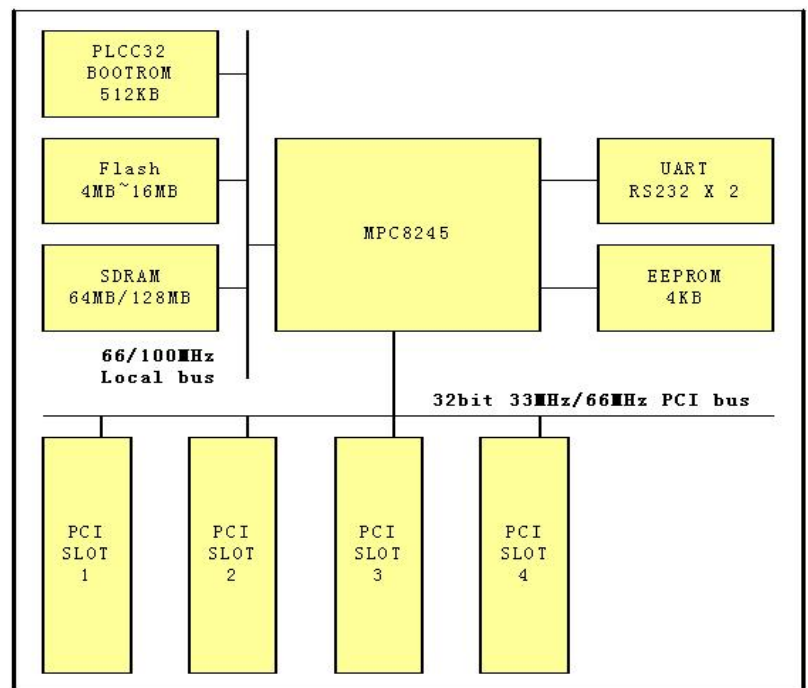 PLCC32
BOOTROM
512KB
Flash
4MB~16MB
SDRAM
64MB/128MB
66/100MHz
Local bus
MPC8245
UART
RS232 X 2
EEPROM
4KB
32bit 33MHz/66MHz PCI bus
PCI
SLOT
1
PCI
SLOT
2
PCI
SLOT
3
PCI
SLOT
4